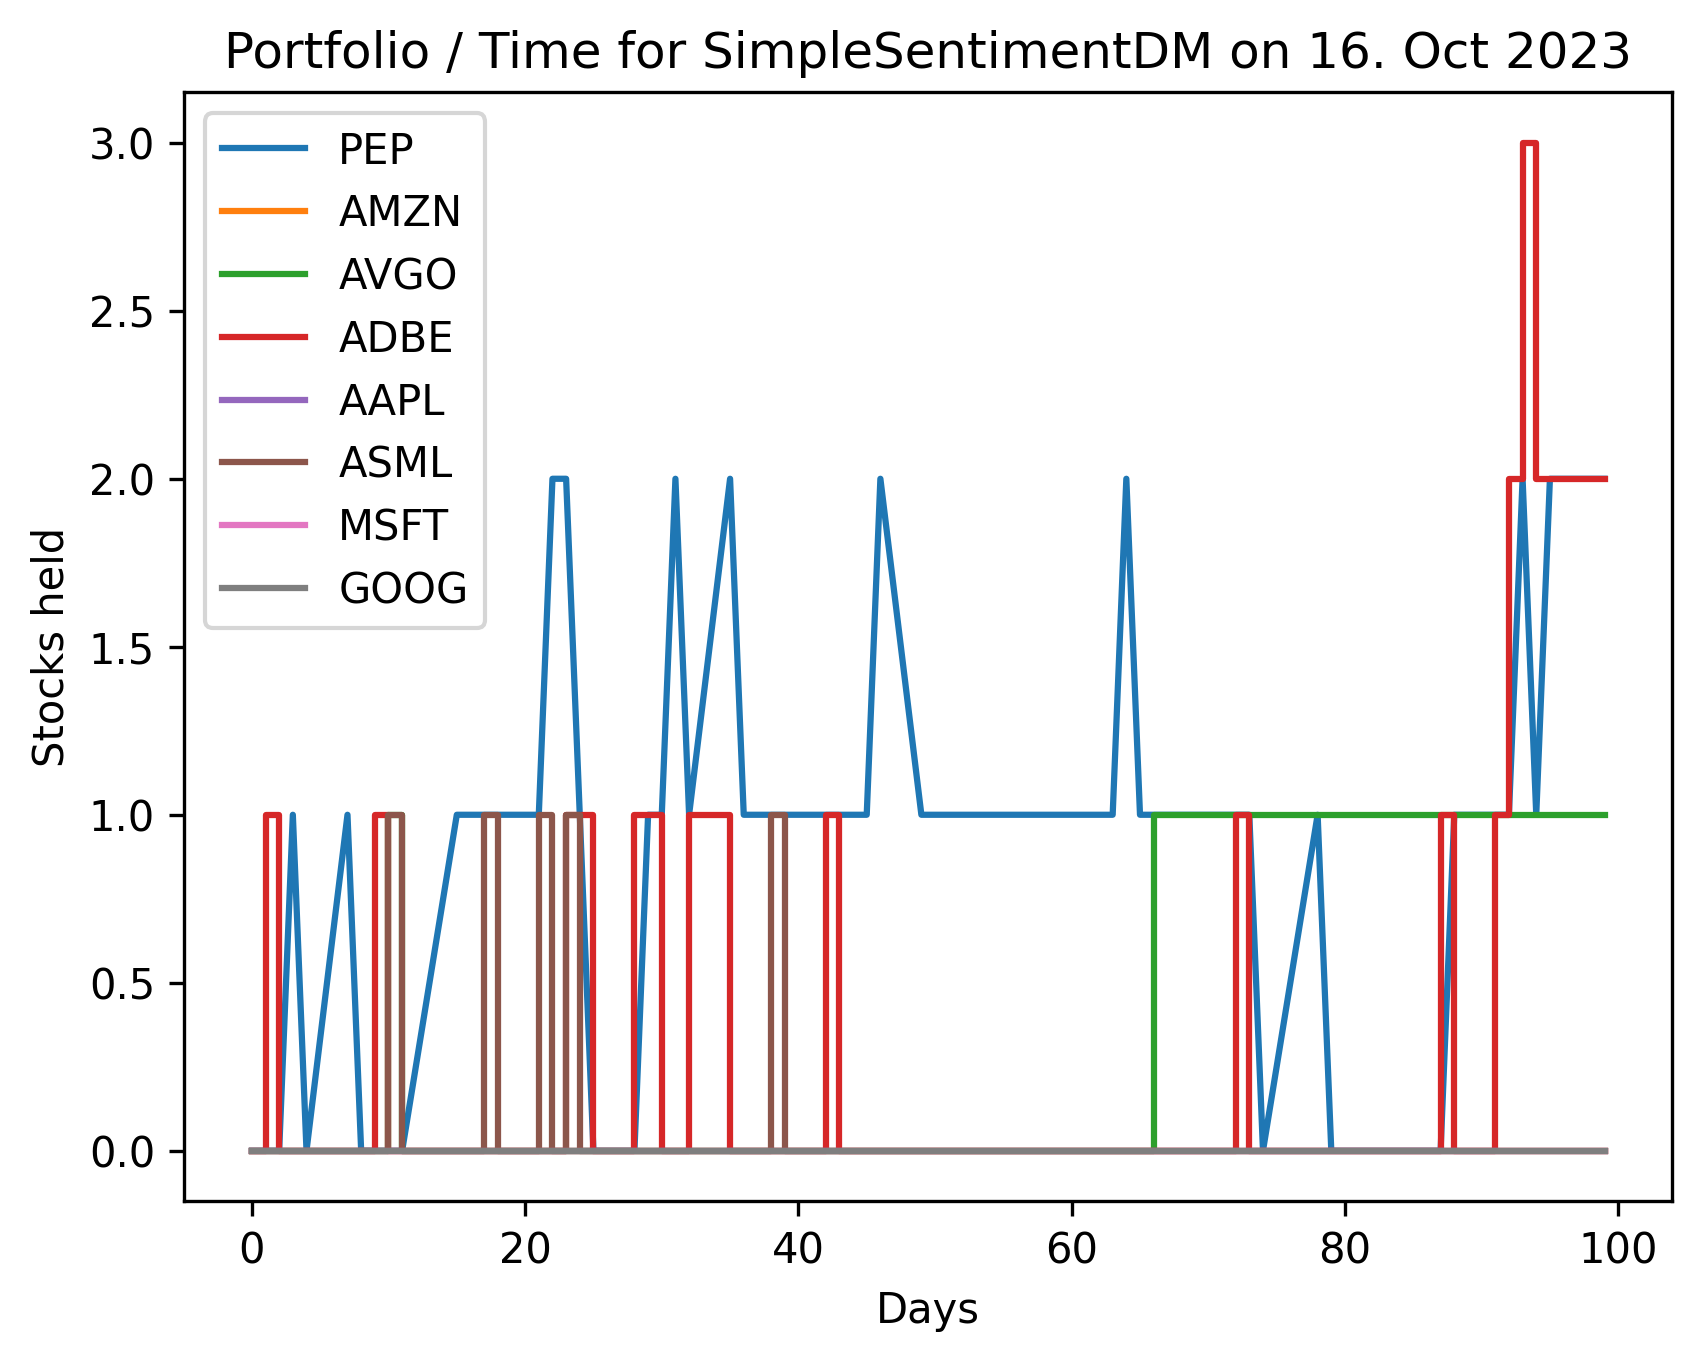 Portfolio / Time for SimpleSentimentDM on 16. Oct 2023
3.0
2.5
2.0
1.5
1.0
0.5
0.0
Stocks held
PEP
AMZN
AVGO
ADBE
AAPL
ASML
MSFT
GOOG
0 20 40 60 80 100
Days